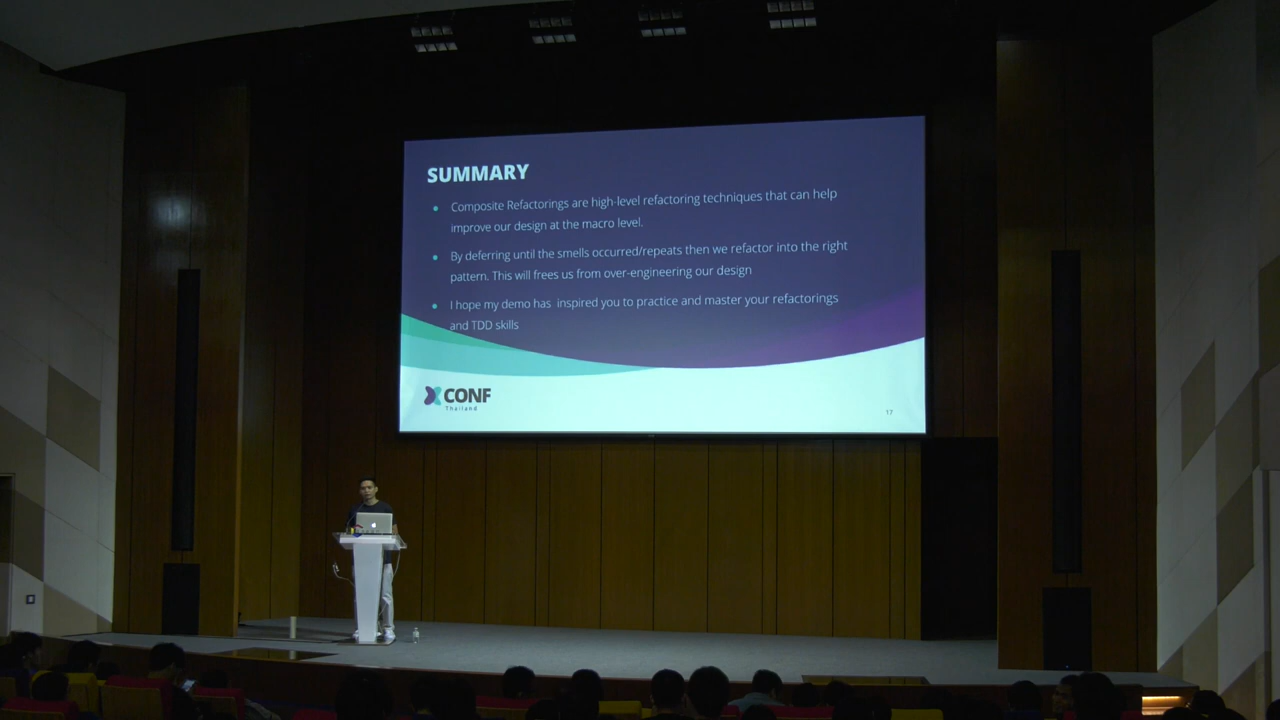 SUMMARY
Composite Refactorings are high-level refactoring techniques that can help
improve our design at the macro level.
By deferring until the smells occurred/repeats then we refactor into the right
pattern. This will frees us from over-engineering our design
I hope my demo has inspired you to practice and master your refactorings
and TDD skills
XCONF
Thailand
17